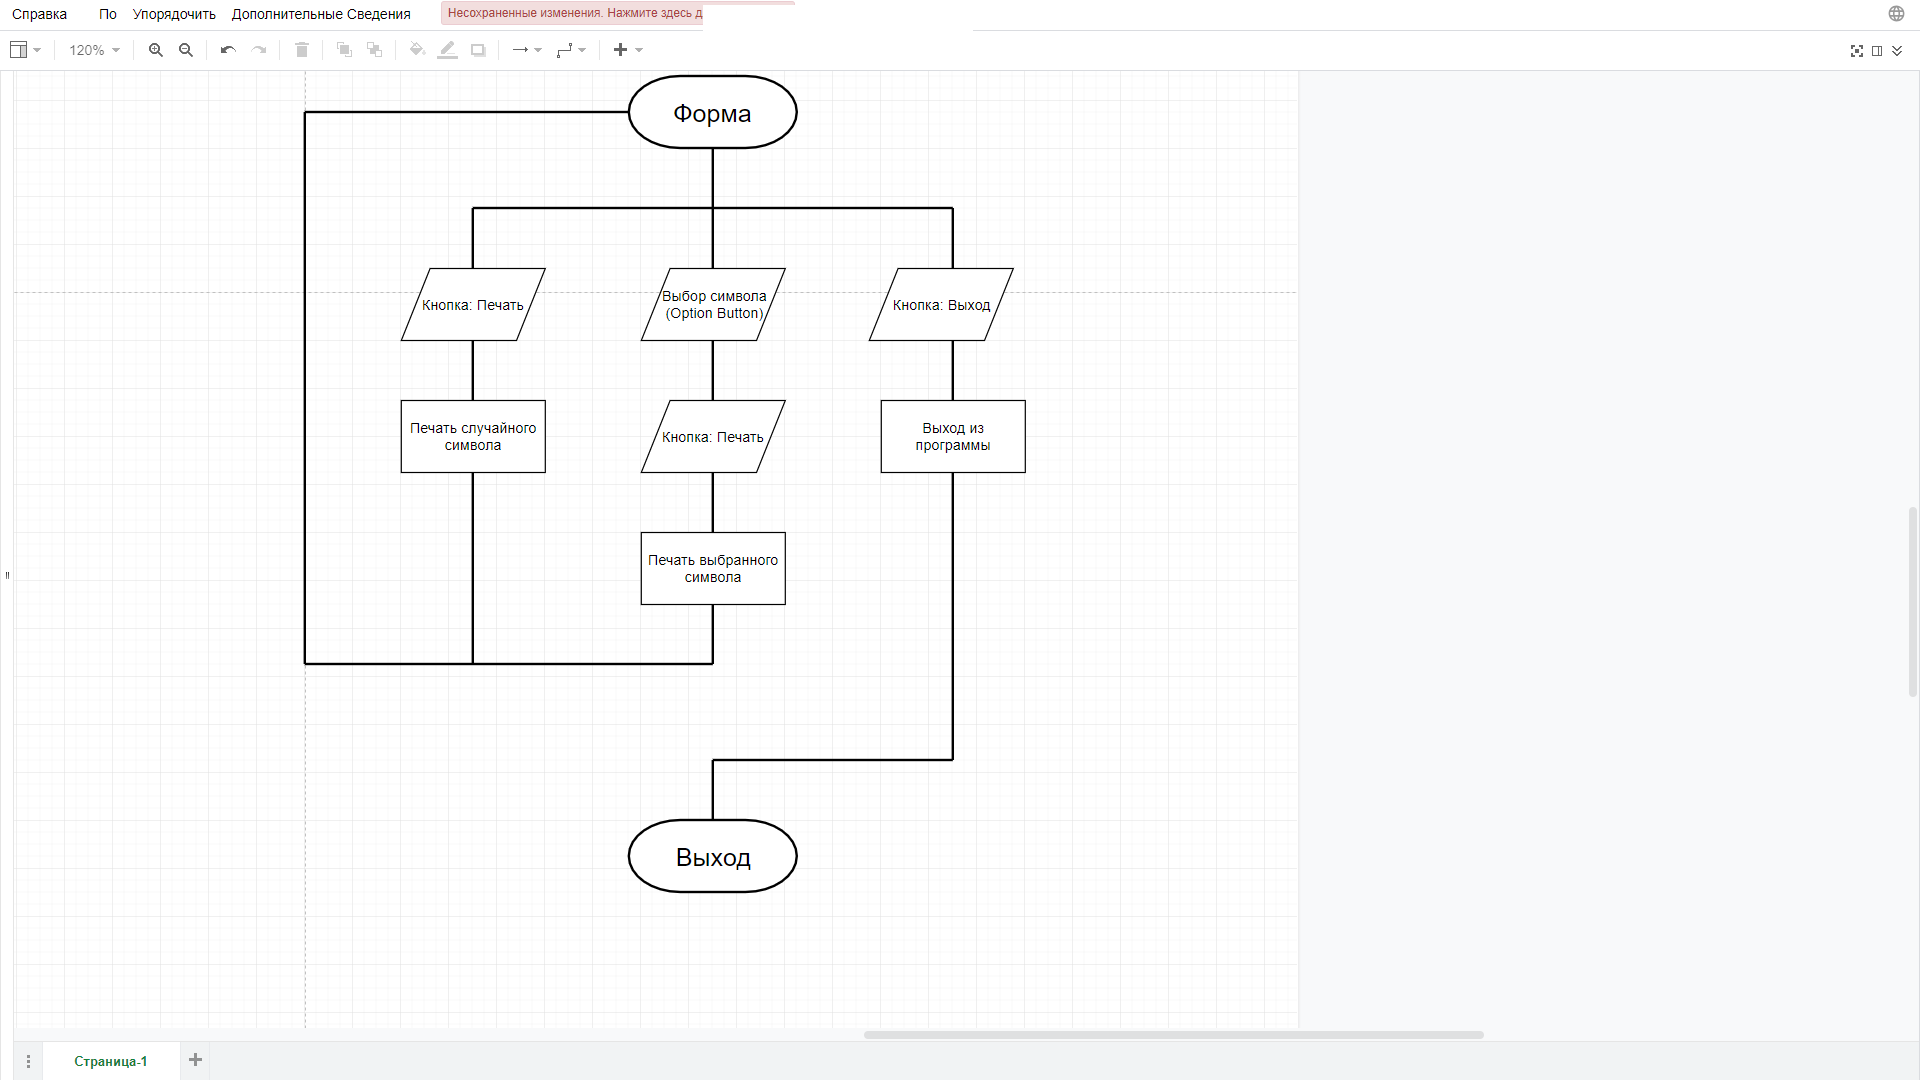 Справка По Упорядочить Дополнительные Сведения
Несохраненные изменения. Нажмите здесь
120%
Форма
Кнопка: Печать
Выбор символа
(Option Button)
Кнопка: Выход
Печать случайного
символа
Кнопка: Печать
Выход из
программы
Печать выбранного
символа
Выход
Страница-1